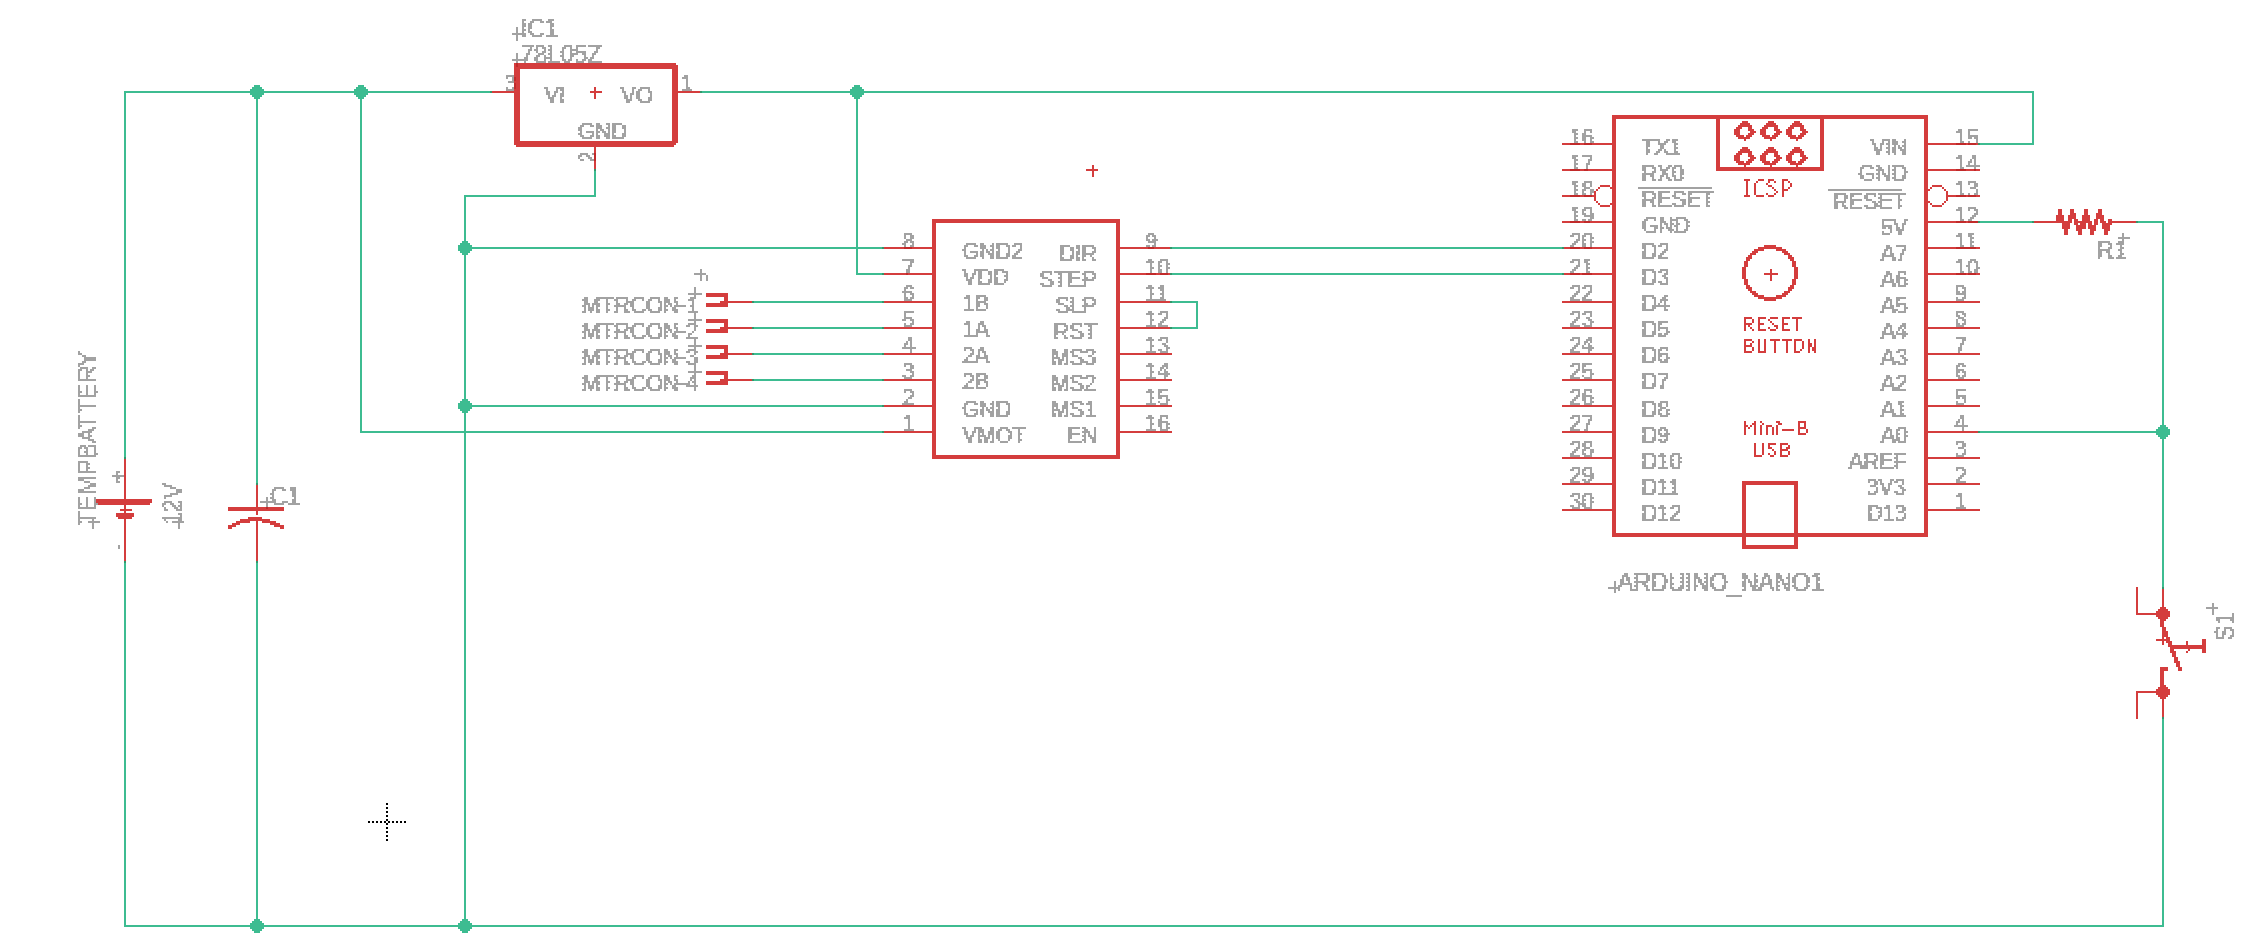 IC1
78L05Z
3
VI
VO
1
GND
2
TEMPBATTERY
12V
+
-
C1
8 GND2 DIR 9
7 VDD STEP 10
6 1B SLP 11
5 1A RST 12
4 2A MS3 13
3 2B MS2 14
2 GND MS1 15
1 VMOT EN 16
MTRCON-1
MTRCON-2
MTRCON-3
MTRCON-4
16 TX1 VIN 15
17 RX0 GND 14
18 RESET RESET 13
19 GND 5V 12
20 D2 A7 11
21 D3 A6 10
22 D4 A5 9
23 D5 A4 8
24 D6 A3 7
25 D7 A2 6
26 D8 A1 5
27 D9 A0 4
28 D10 AREF 3
29 D11 3V3 2
30 D12 D13 1
ICSP
RESET
BUTTON
Mini-B
USB
ARDUINO_NANO1
R1
S1